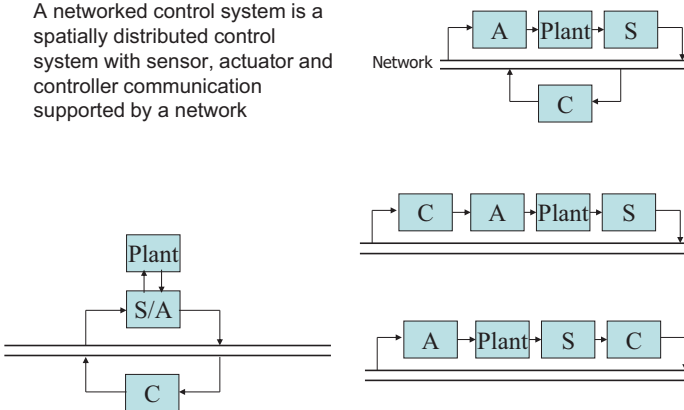 A networked control system is a
spatially distributed control
system with sensor, actuator and
controller communication
supported by a network
A Plant S
Network
C
C A Plant S
Plant
S/A
A Plant S C
C